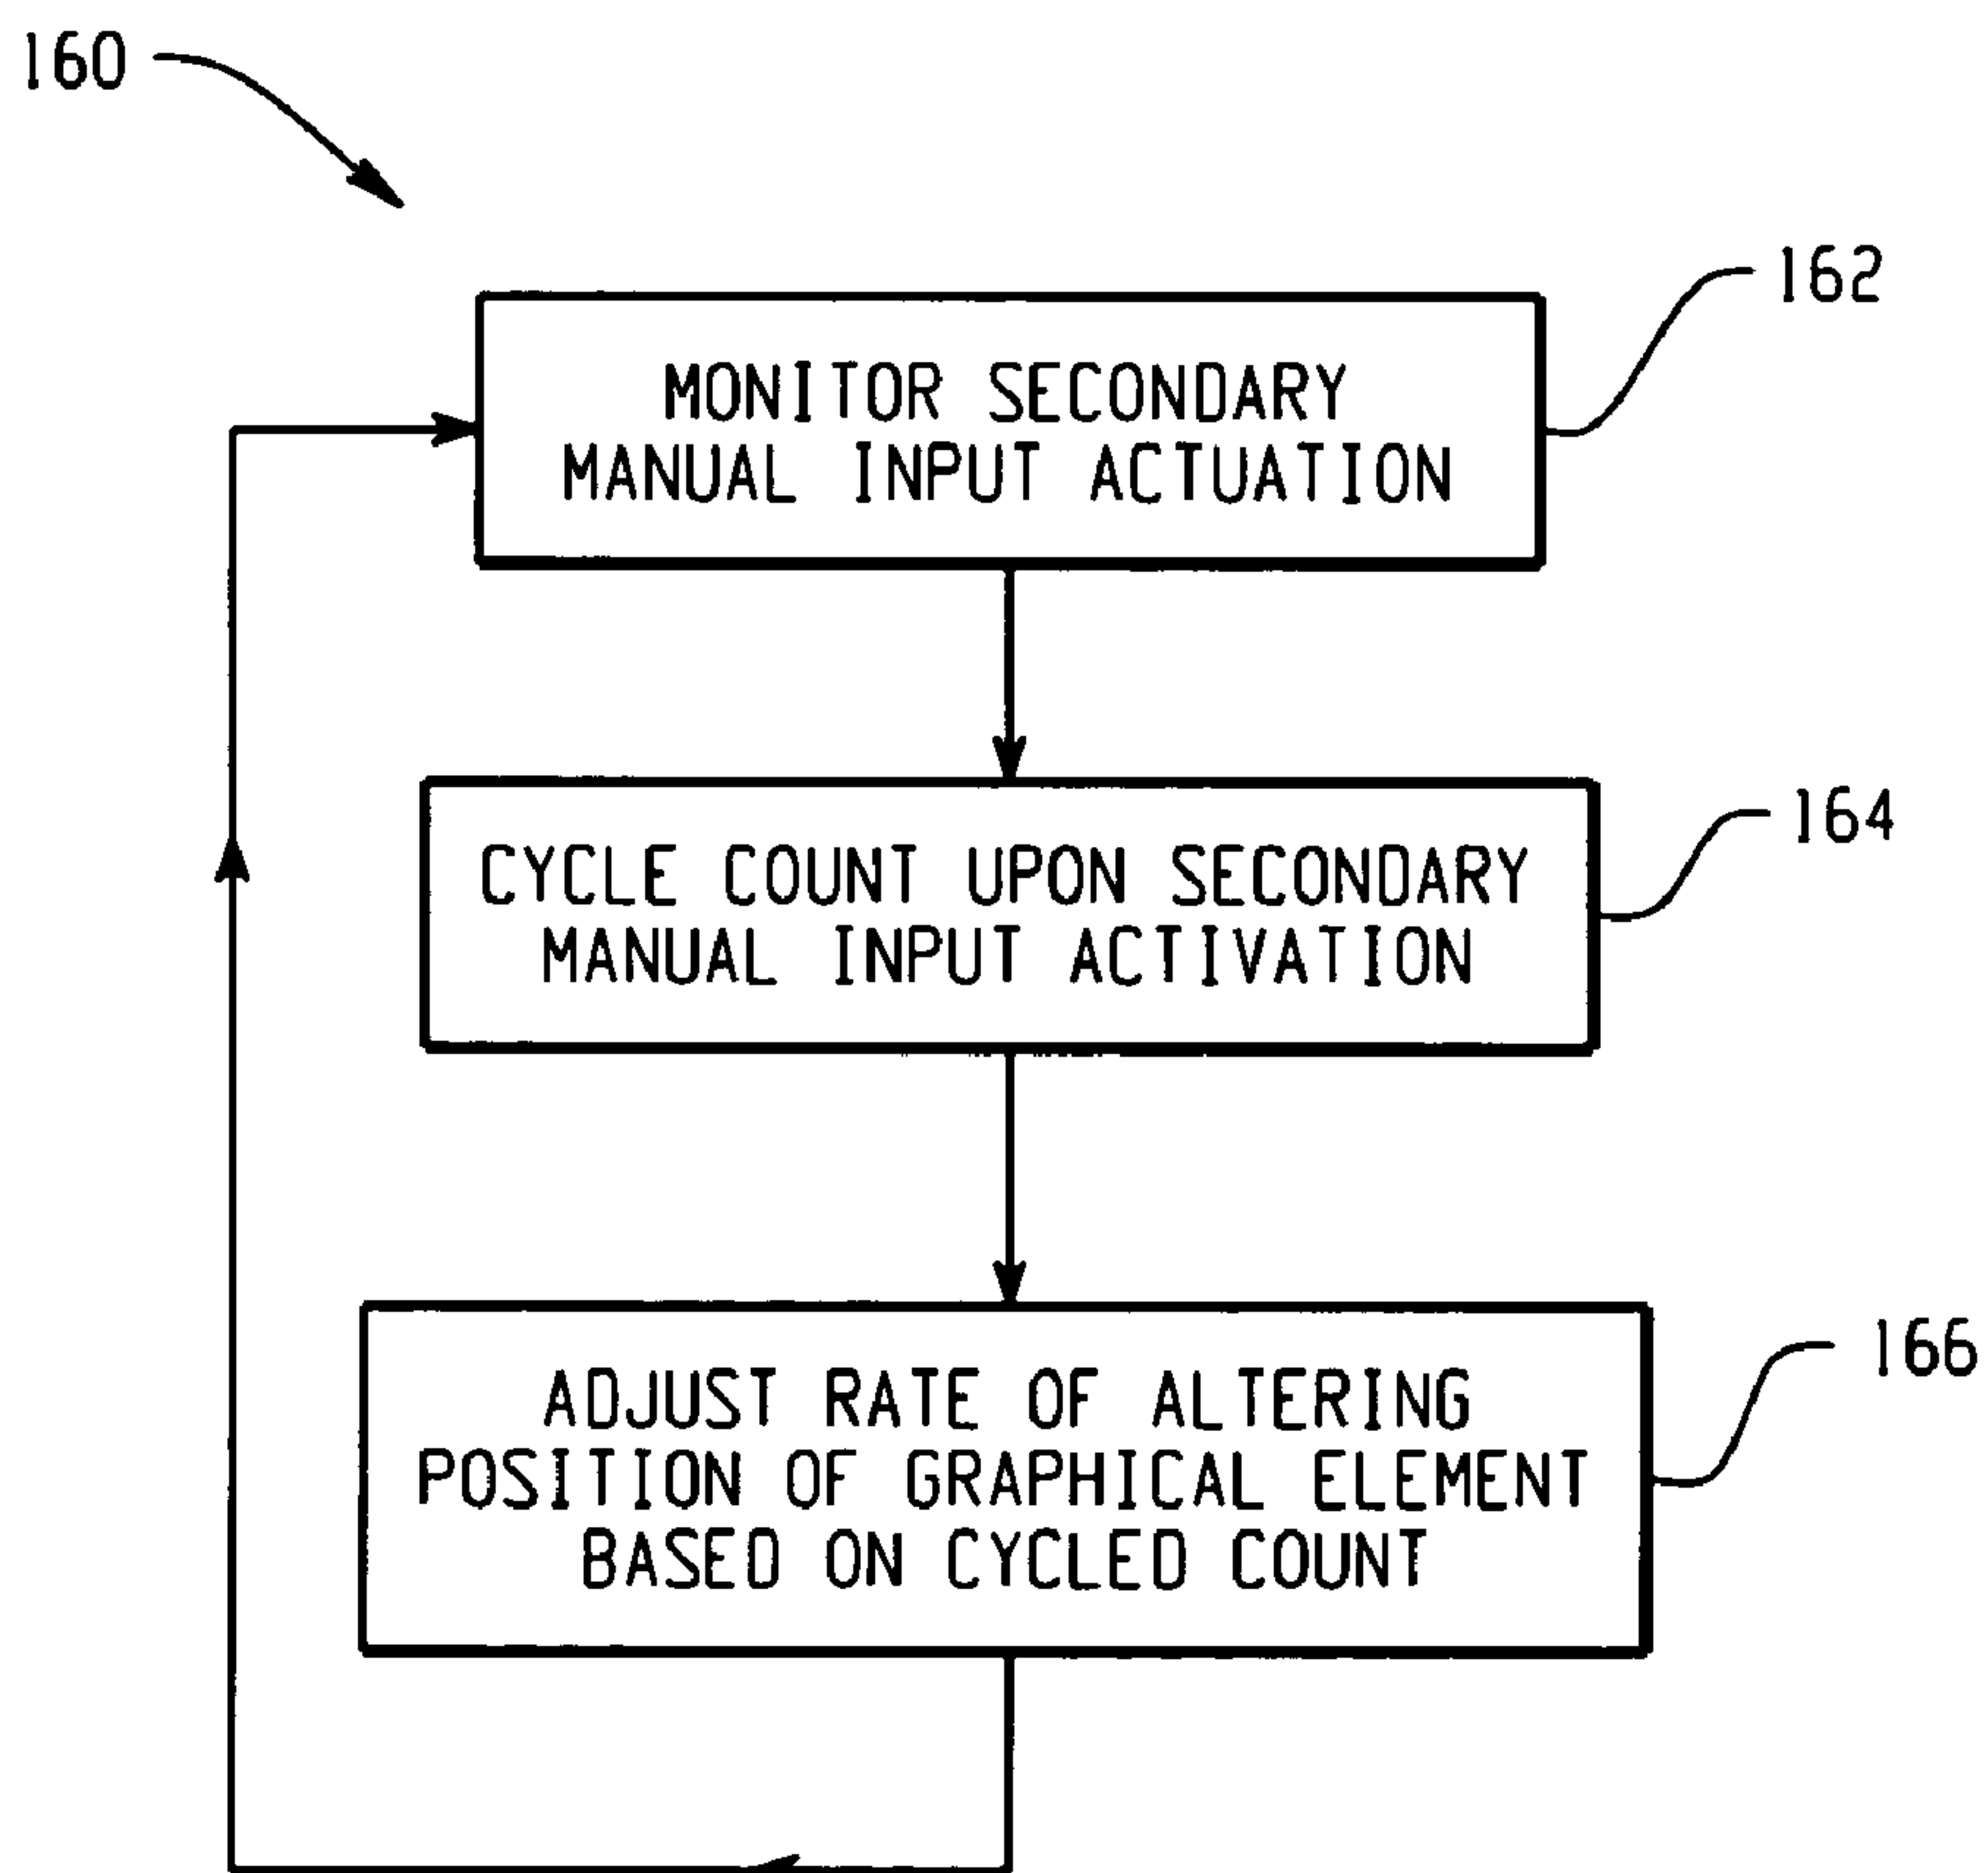 160
162
MONITOR SECONDARY
MANUAL INPUT ACTUATION
164
CYCLE COUNT UPON SECONDARY
MANUAL INPUT ACTIVATION
166
ADJUST RATE OF ALTERING
POSITION OF GRAPHICAL ELEMENT
BASED ON CYCLED COUNT